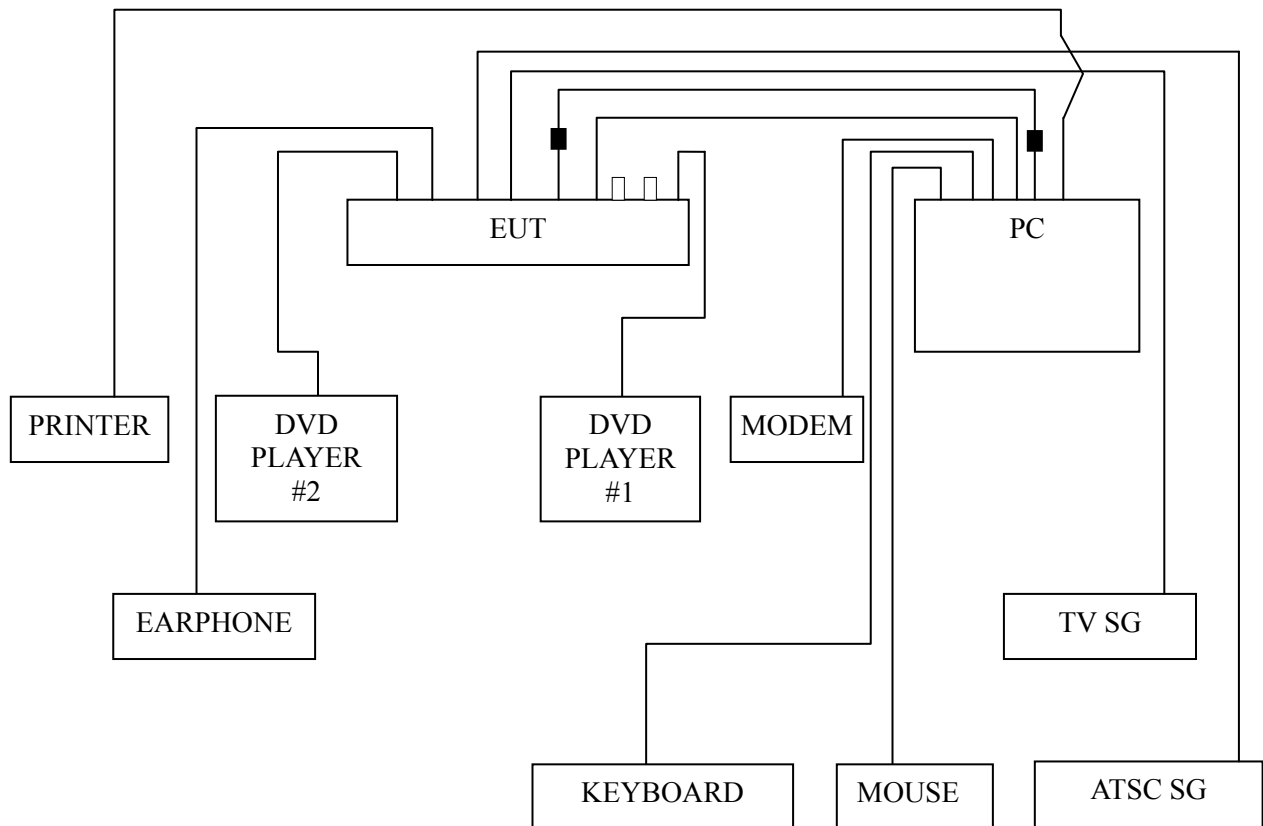 EUT
PC
PRINTER
DVD
PLAYER
#2
DVD
PLAYER
#1
MODEM
EARPHONE
TV SG
KEYBOARD
MOUSE
ATSC SG